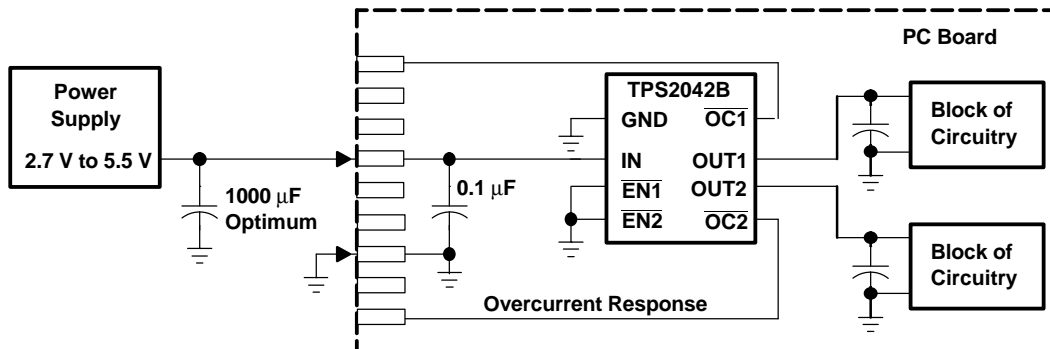 PC Board
Power
Supply
2.7 V to 5.5 V
1000 μF
Optimum
0.1 μF
TPS2042B
GND
OC1
IN
OUT1
EN1
OUT2
EN2
OC2
Overcurrent Response
Block of
Circuitry
Block of
Circuitry